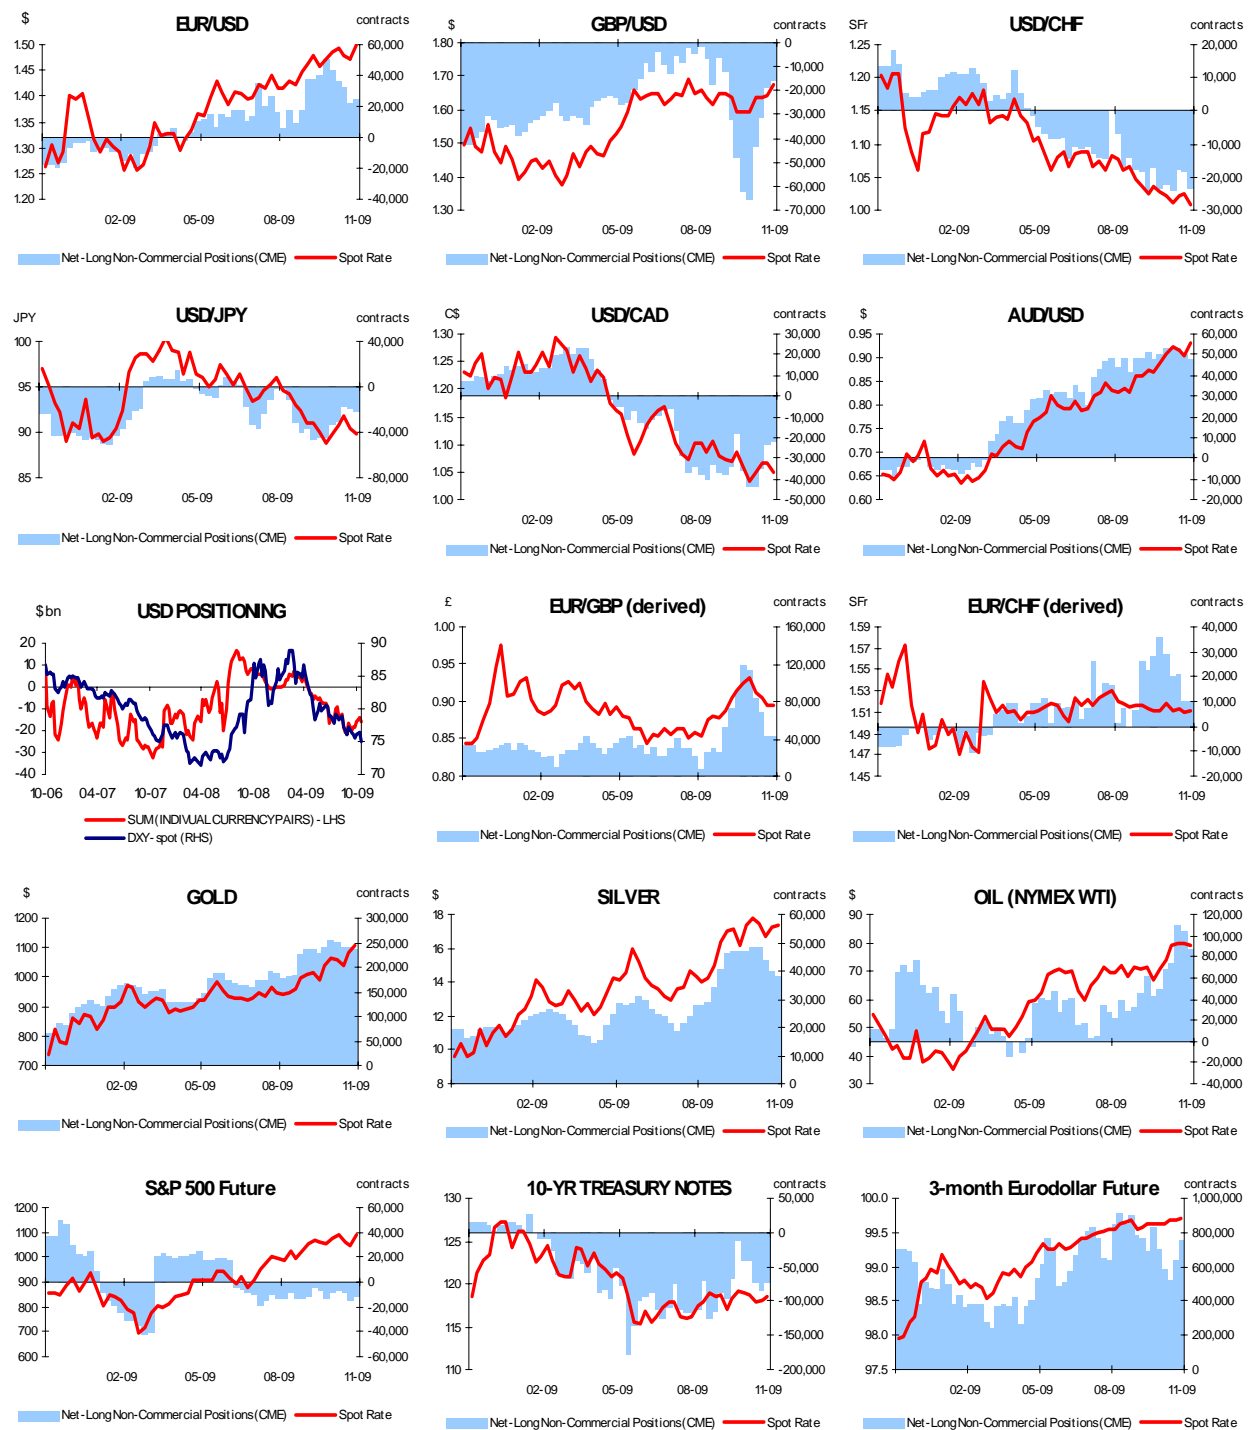 $ EUR/USD contracts
1.50 1.45 1.40 1.35 1.30 1.25 1.20
60,000 40,000 20,000 0 -20,000 -40,000
02-09 05-09 08-09 11-09
Net-Long Non-Commercial Positions (CME) Spot Rate
$ GBP/USD contracts
1.80 1.70 1.60 1.50 1.40 1.30
0 -10,000 -20,000 -30,000 -40,000 -50,000 -60,000 -70,000
02-09 05-09 08-09 11-09
Net-Long Non-Commercial Positions (CME) Spot Rate
SFr USD/CHF contracts
1.25 1.20 1.15 1.10 1.05 1.00
20,000 10,000 0 -10,000 -20,000 -30,000
02-09 05-09 08-09 11-09
Net-Long Non-Commercial Positions (CME) Spot Rate
JPY USD/JPY contracts
100 95 90 85
40,000 0 -40,000 -80,000
02-09 05-09 08-09 11-09
Net-Long Non-Commercial Positions (CME) Spot Rate
C$ USD/CAD contracts
1.30 1.25 1.20 1.15 1.10 1.05 1.00
30,000 20,000 10,000 0 -10,000 -20,000 -30,000 -40,000 -50,000
02-09 05-09 08-09 11-09
Net-Long Non-Commercial Positions (CME) Spot Rate
$ AUD/USD contracts
0.95 0.90 0.85 0.80 0.75 0.70 0.65 0.60
60,000 50,000 40,000 30,000 20,000 10,000 0 -10,000 -20,000
02-09 05-09 08-09 11-09
Net-Long Non-Commercial Positions (CME) Spot Rate
$ bn USD POSITIONING
20 10 0 -10 -20 -30 -40
90 85 80 75 70
10-06 04-07 10-07 04-08 10-08 04-09 10-09
SUM (INDIVUAL CURRENCY PAIRS) - LHS
DXY - spot (RHS)
£ EUR/GBP (derived) contracts
1.00 0.95 0.90 0.85 0.80
160,000 120,000 80,000 40,000 0
02-09 05-09 08-09 11-09
Net-Long Non-Commercial Positions (CME) Spot Rate
SFr EUR/CHF (derived) contracts
1.59 1.57 1.53 1.51 1.49 1.47 1.45
40,000 30,000 20,000 10,000 0 -10,000 -20,000
02-09 05-09 08-09 11-09
Net-Long Non-Commercial Positions (CME) Spot Rate
$ GOLD contracts
1200 1100 1000 900 800 700
300,000 250,000 200,000 150,000 100,000 50,000 0
02-09 05-09 08-09 11-09
Net-Long Non-Commercial Positions (CME) Spot Rate
$ SILVER contracts
18 16 14 12 10 8
60,000 50,000 40,000 30,000 20,000 10,000 0
02-09 05-09 08-09 11-09
Net-Long Non-Commercial Positions (CME) Spot Rate
$ OIL (NYMEX WTI) contracts
90 80 70 60 50 40 30
120,000 100,000 80,000 60,000 40,000 20,000 0 -20,000 -40,000
02-09 05-09 08-09 11-09
Net-Long Non-Commercial Positions (CME) Spot Rate
S&P 500 Future contracts
1200 1100 1000 900 800 700 600
60,000 40,000 20,000 0 -20,000 -40,000 -60,000
02-09 05-09 08-09 11-09
Net-Long Non-Commercial Positions (CME) Spot Rate
10-YR TREASURY NOTES contracts
130 125 120 115 110
50,000 0 -50,000 -100,000 -150,000 -200,000
02-09 05-09 08-09 11-09
Net-Long Non-Commercial Positions (CME) Spot Rate
3-month Eurodollar Future contracts
100.0 99.5 99.0 98.5 98.0 97.5
1,000,000 800,000 600,000 400,000 200,000 0
02-09 05-09 08-09 11-09
Net-Long Non-Commercial Positions (CME) Spot Rate